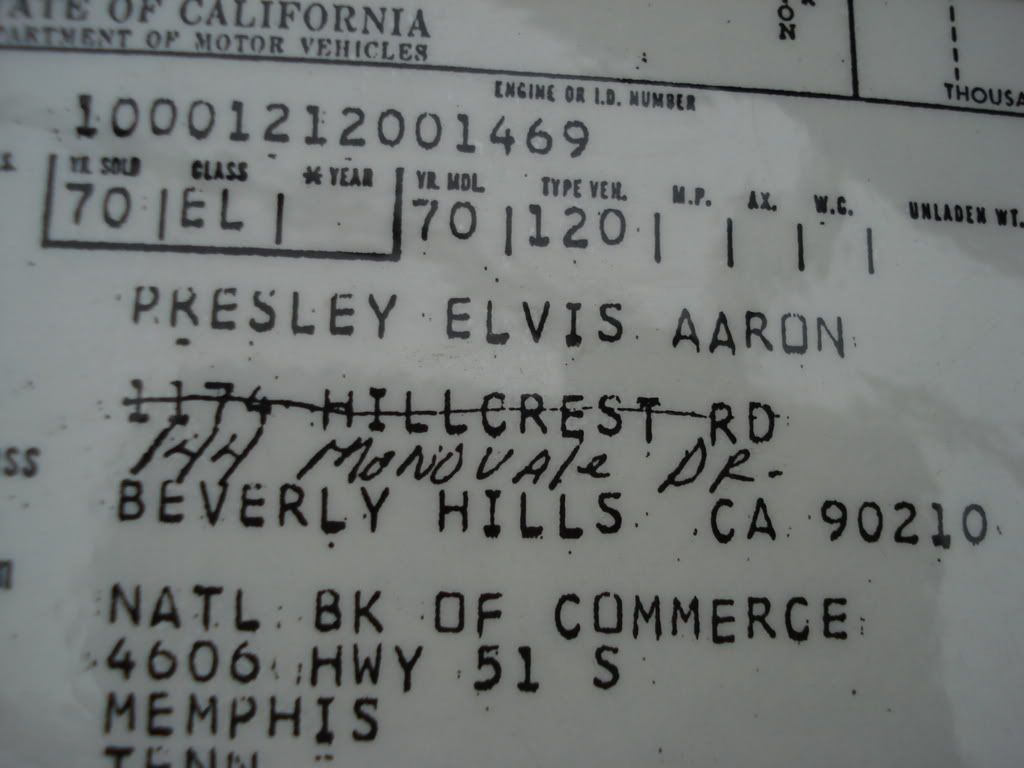 OF CALIFORNIA
OF MOTOR VEHICLES
ON
THOUSA
ENGINE OR I.D. NUMBER
10001212001469
YR SOLD CLASS * YEAR YR MDL TYPE VEH. M.P. AX. W.C. UNLADEN WT.
70 EL 70 120
PRESLEY ELVIS AARON
1174 HILLCREST RD
144 MONOVALE DR.
BEVERLY HILLS CA 90210
NATL BK OF COMMERCE
4606 HWY 51 S
MEMPHIS
TENN